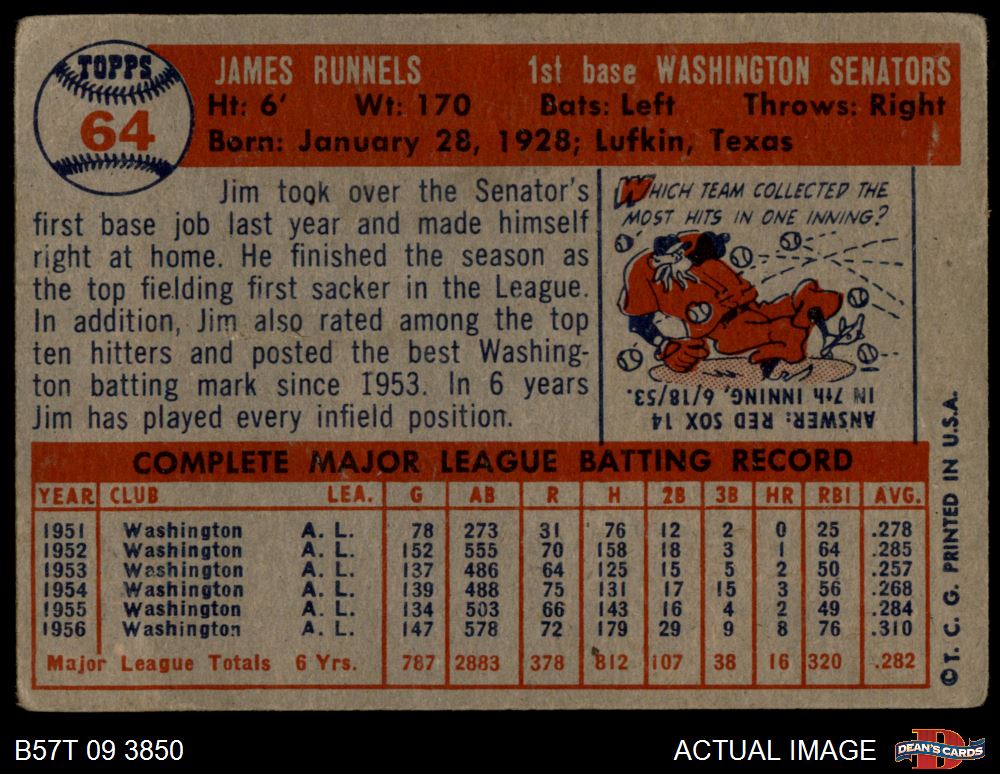 TOPPS
64
JAMES RUNNELS 1st base WASHINGTON SENATORS
Ht: 6' Wt: 170 Bats: Left Throws: Right
Born: January 28, 1928; Lufkin, Texas
Jim took over the Senator's
first base job last year and made himself
right at home. He finished the season as
the top fielding first sacker in the League.
In addition, Jim also rated among the top
ten hitters and posted the best Washing-
ton batting mark since 1953. In 6 years
Jim has played every infield position.
WHICH TEAM COLLECTED THE
MOST HITS IN ONE INNING?
ANSWER: RED SOX 14
IN 7th INNING, 6/18/53.
COMPLETE MAJOR LEAGUE BATTING RECORD
YEAR CLUB LEA. G AB R H 2B 3B HR RBI AVG.
1951 Washington A. L. 78 273 31 76 12 2 0 25 .278
1952 Washington A. L. 152 555 70 158 18 3 1 64 .285
1953 Washington A. L. 137 486 64 125 15 5 2 50 .257
1954 Washington A. L. 139 488 75 131 17 15 3 56 .268
1955 Washington A. L. 134 503 66 143 16 4 2 49 .284
1956 Washington A. L. 147 578 72 179 29 9 8 76 .310
Major League Totals 6 Yrs. 787 2883 378 812 107 38 16 320 .282
©T. C. G. PRINTED IN U.S.A.
B57T 09 3850
ACTUAL IMAGE
DEAN'S CARDS